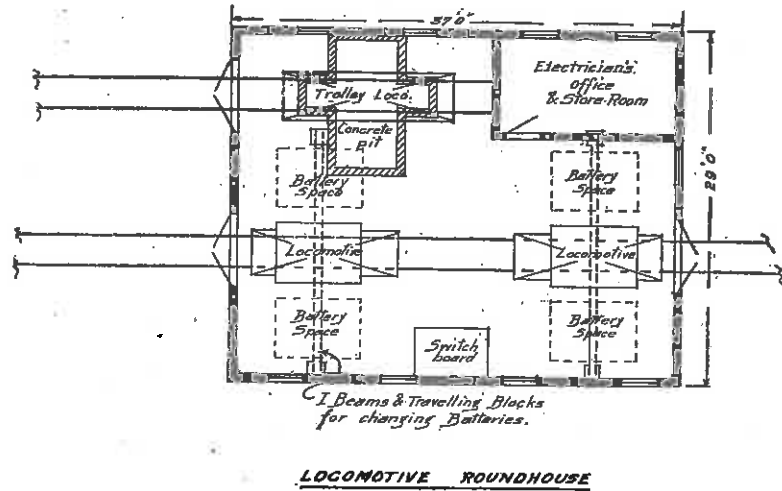 37'0"
Electrician's
Office
& Store-Room
Trolley Loco.
Concrete
pit
Battery
Space
Battery
Space
29'0"
Locomotive
Locomotive
Battery
Space
Battery
Space
Switch
board
I Beams & Travelling Blocks
for changing Batteries.
LOCOMOTIVE ROUNDHOUSE